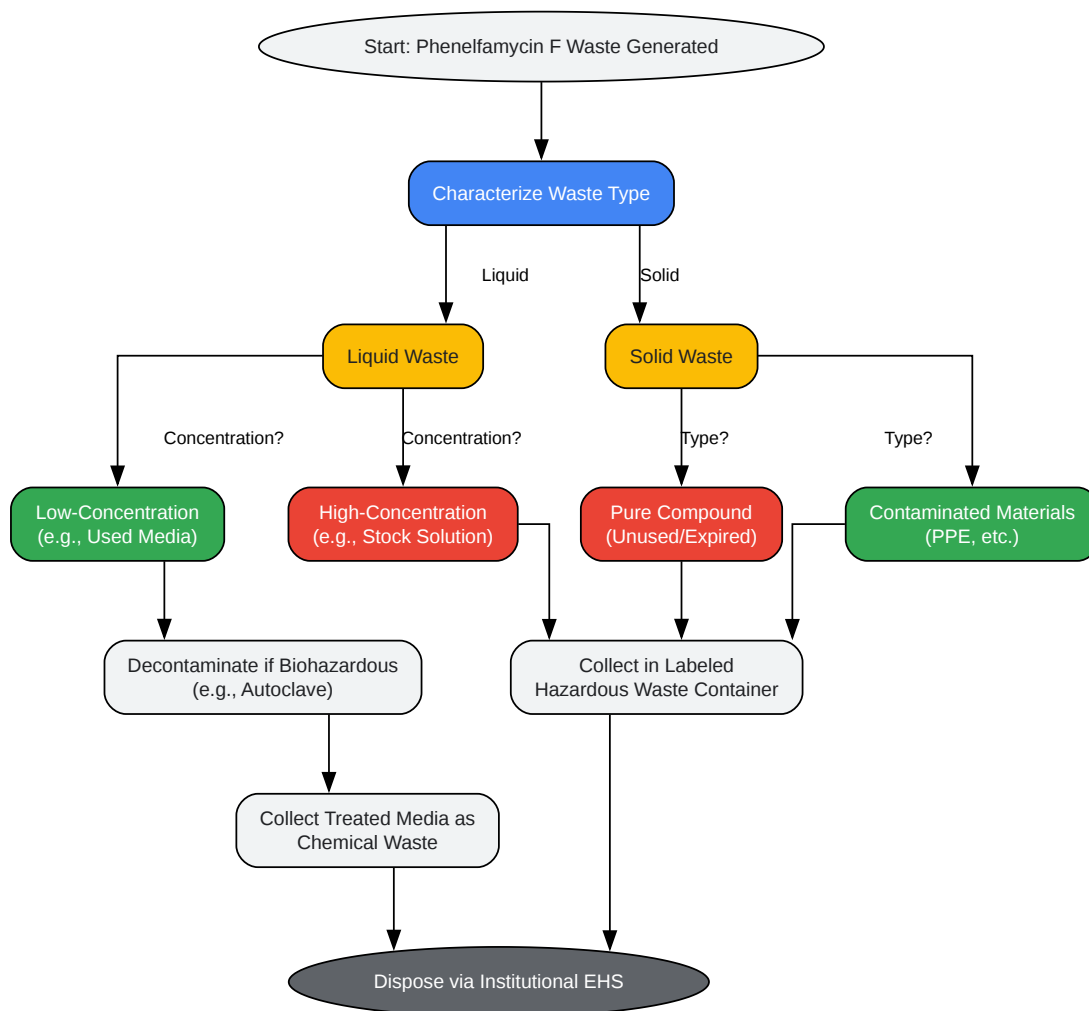 Start: Phenelfamycin F Waste Generated
Characterize Waste Type
Liquid
Solid
Liquid Waste
Solid Waste
Concentration?
Concentration?
Type?
Type?
Low-Concentration
(e.g., Used Media)
High-Concentration
(e.g., Stock Solution)
Pure Compound
(Unused/Expired)
Contaminated Materials
(PPE, etc.)
Decontaminate if Biohazardous
(e.g., Autoclave)
Collect in Labeled
Hazardous Waste Container
Collect Treated Media as
Chemical Waste
Dispose via Institutional EHS